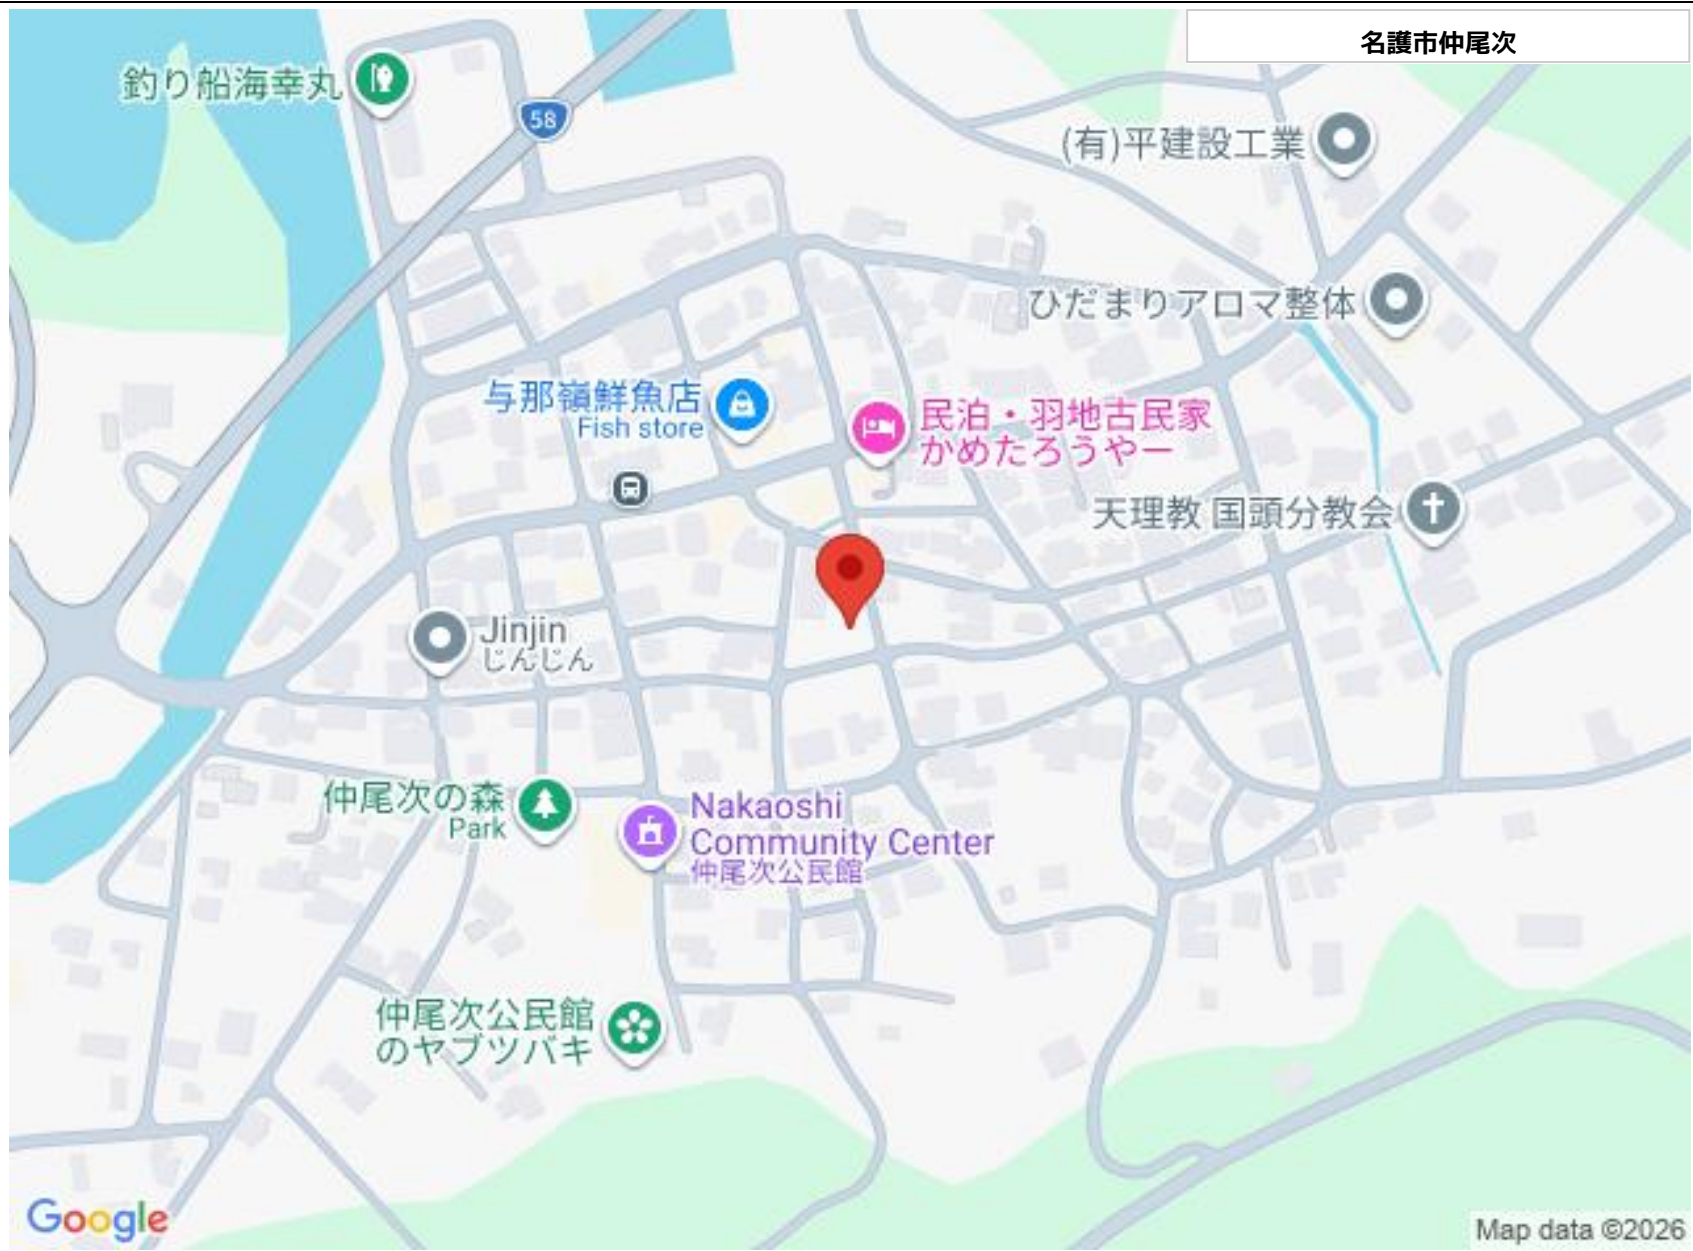 名護市仲尾次
釣り船海幸丸
58
(有)平建設工業
ひだまりアロマ整体
与那嶺鮮魚店
Fish store
民泊・羽地古民家
かめたろうやー
天理教 国頭分教会
Jinjin
じんじん
仲尾次の森
Park
Nakaoshi
Community Center
仲尾次公民館
仲尾次公民館
のヤブツバキ
Google
Map data ©2026